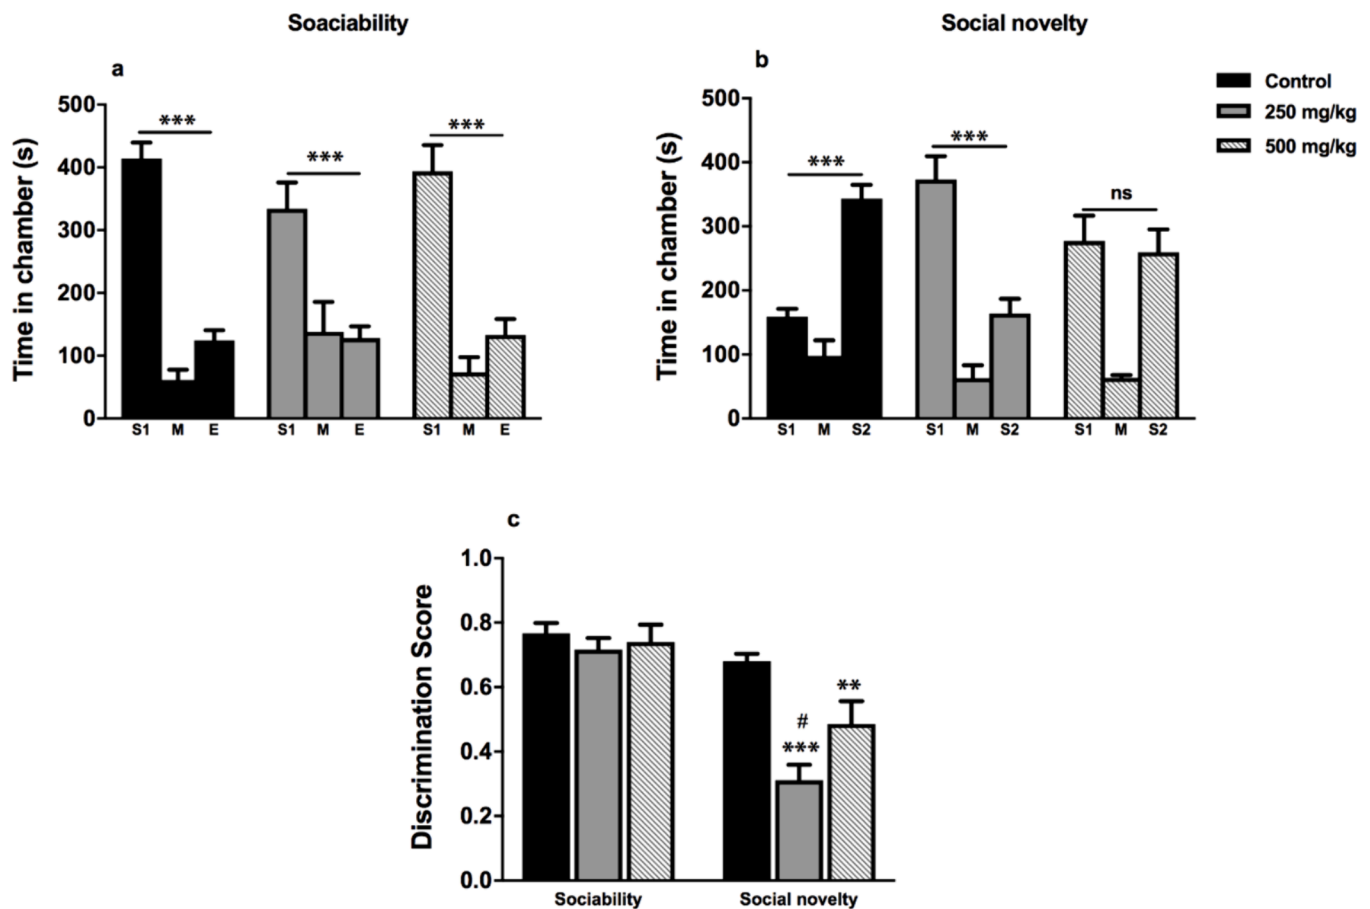 Soaciability
Social novelty
a
Time in chamber (s)
500
400
300
200
100
0
***
***
***
S1 M E S1 M E S1 M E
b
Time in chamber (s)
500
400
300
200
100
0
***
***
ns
S1 M S2 S1 M S2 S1 M S2
Control
250 mg/kg
500 mg/kg
c
Discrimination Score
1.0
0.8
0.6
0.4
0.2
0.0
#
***
**
Sociability Social novelty